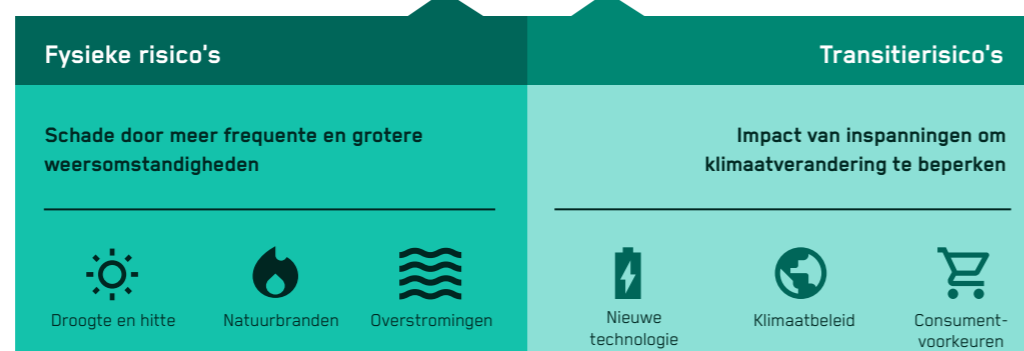 Fysieke risico's
Schade door meer frequente en grotere
weersomstandigheden
Droogte en hitte
Natuurbranden
Overstromingen
Transitierisico's
Impact van inspanningen om
klimaatverandering te beperken
Nieuwe
technologie
Klimaatbeleid
Consument-
voorkeuren